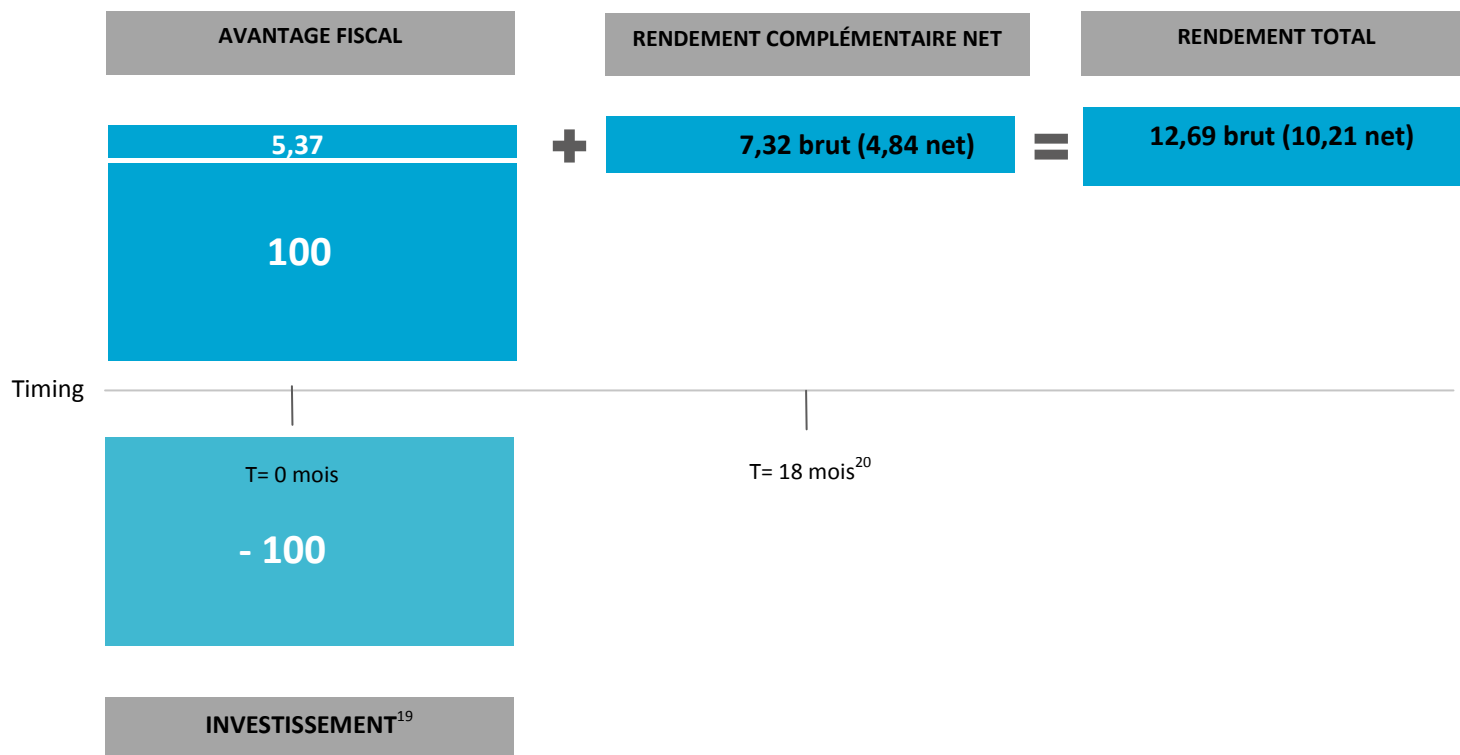 AVANTAGE FISCAL
RENDEMENT COMPLÉMENTAIRE NET
RENDEMENT TOTAL
5,37
+
7,32 brut (4,84 net)
=
12,69 brut (10,21 net)
100
Timing
T= 0 mois
T= 18 mois20
- 100
INVESTISSEMENT19